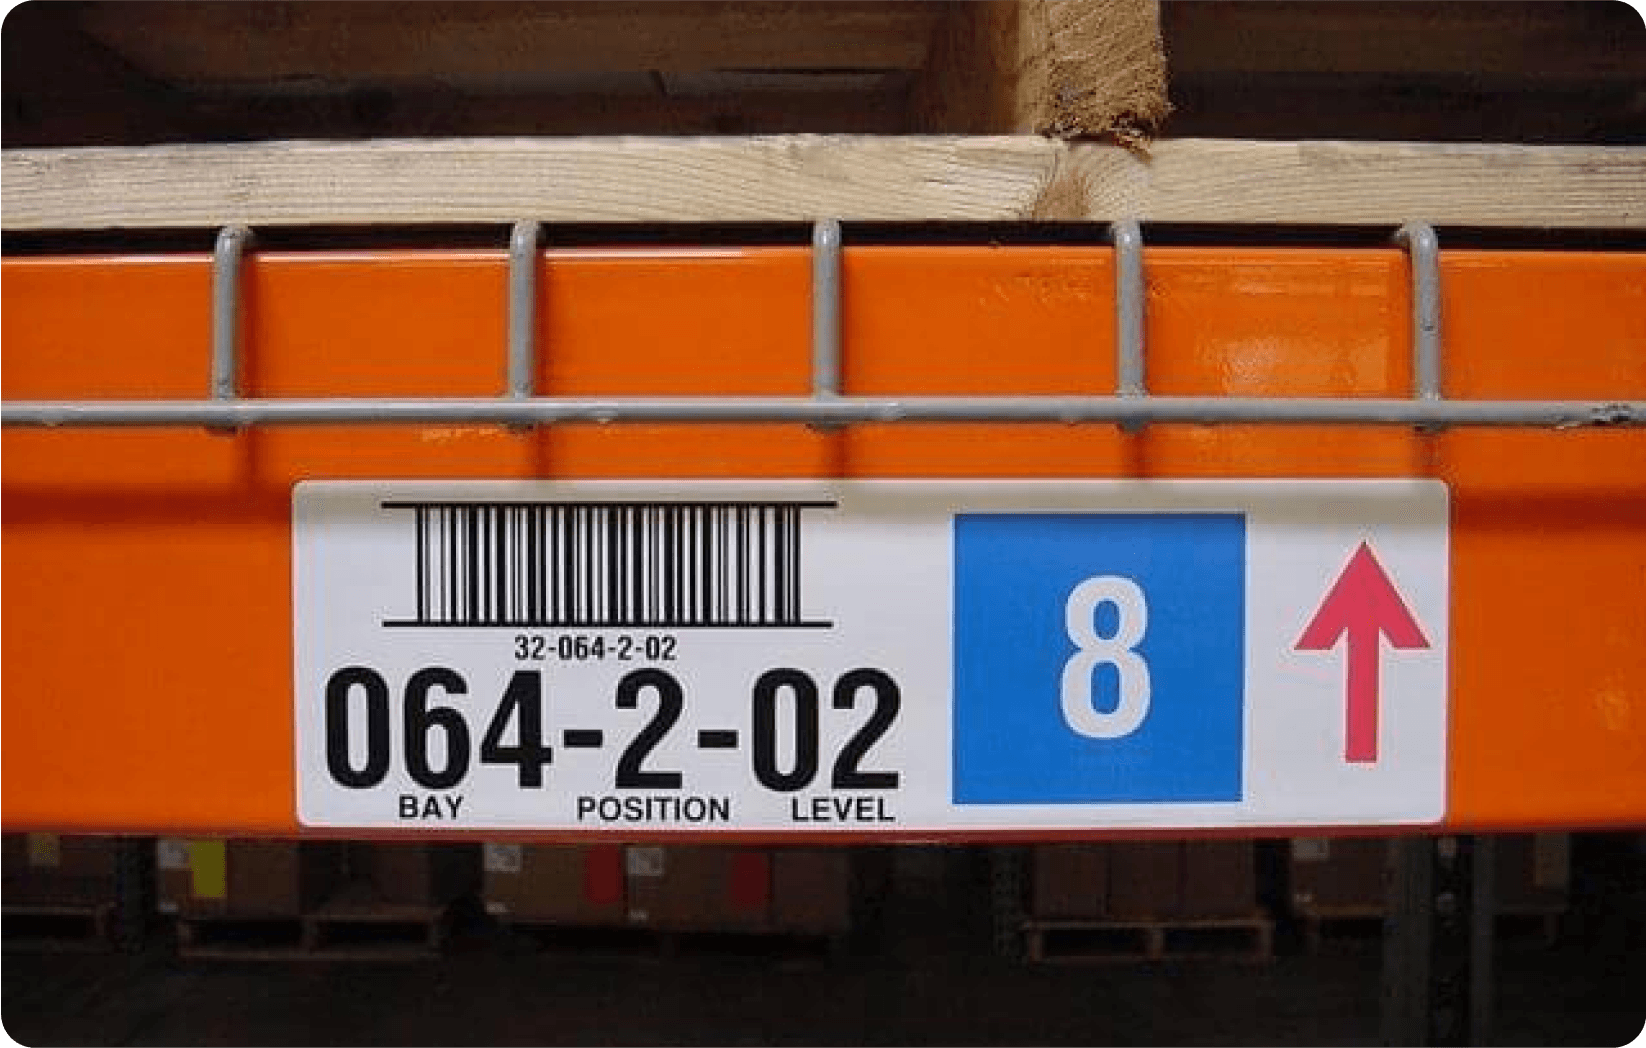 32-064-2-02
064-2-02
BAY POSITION LEVEL
8